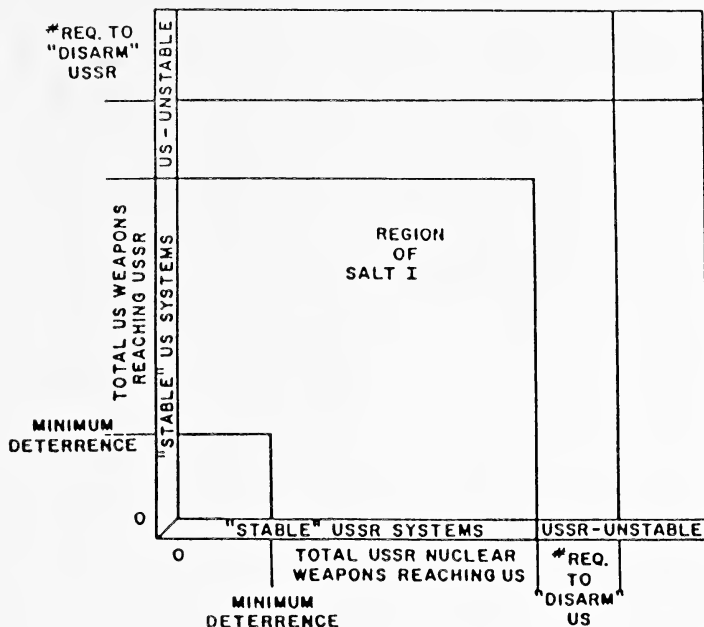 #REQ. TO
"DISARM"
USSR
US-UNSTABLE
TOTAL US WEAPONS
REACHING USSR
"STABLE" US SYSTEMS
REGION
OF
SALT I
MINIMUM
DETERRENCE
0
"STABLE" USSR SYSTEMS
USSR-UNSTABLE
0
TOTAL USSR NUCLEAR
WEAPONS REACHING US
#REQ.
TO
"DISARM"
US
MINIMUM
DETERRENCE